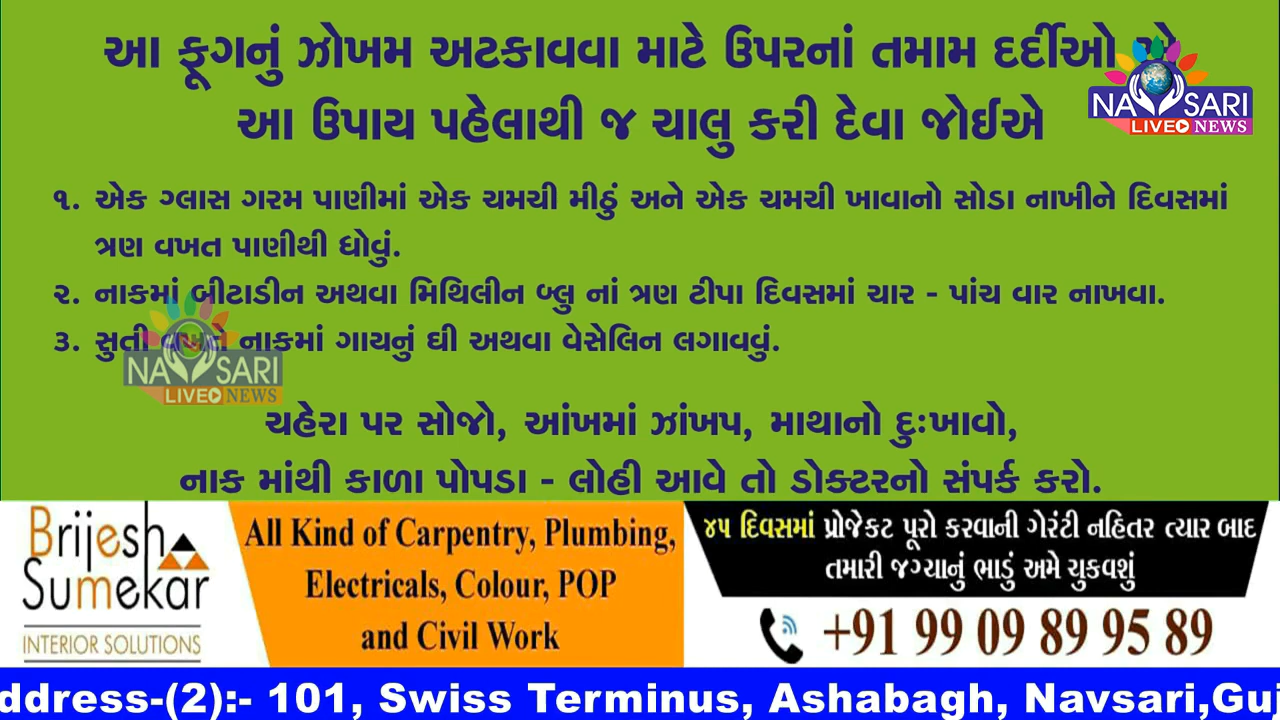 આ ફૂગનું ઝોખમ અટકાવવા માટે ઉપરનાં તમામ દર્દીઓ એ
આ ઉપાય પહેલાથી જ ચાલુ કરી દેવા જોઈએ
NAVSARI
LIVE NEWS
૧. એક ગ્લાસ ગરમ પાણીમાં એક ચમચી મીઠું અને એક ચમચી ખાવાનો સોડા નાખીને દિવસમાં
ત્રણ વખત પાણીથી ધોવું.
૨. નાકમાં બીટાડીન અથવા મિથિલીન બ્લુ નાં ત્રણ ટીપા દિવસમાં ચાર - પાંચ વાર નાખવા.
૩. સુતી વખતે નાકમાં ગાયનું ઘી અથવા વેસેલિન લગાવવું.
NAVSARI
LIVE NEWS
ચહેરા પર સોજો, આંખમાં ઝાંખપ, માથાનો દુઃખાવો,
નાક માંથી કાળા પોપડા - લોહી આવે તો ડોક્ટરનો સંપર્ક કરો.
Brijesh
Sumekar
INTERIOR SOLUTIONS
All Kind of Carpentry, Plumbing,
Electricals, Colour, POP
and Civil Work
૪૫ દિવસમાં પ્રોજેક્ટ પૂરો કરવાની ગેરંટી નહિતર ત્યાર બાદ
તમારી જગ્યાનું ભાડું અમે ચુકવશું
+91 99 09 89 95 89
ddress-(2):- 101, Swiss Terminus, Ashabagh, Navsari,Guj